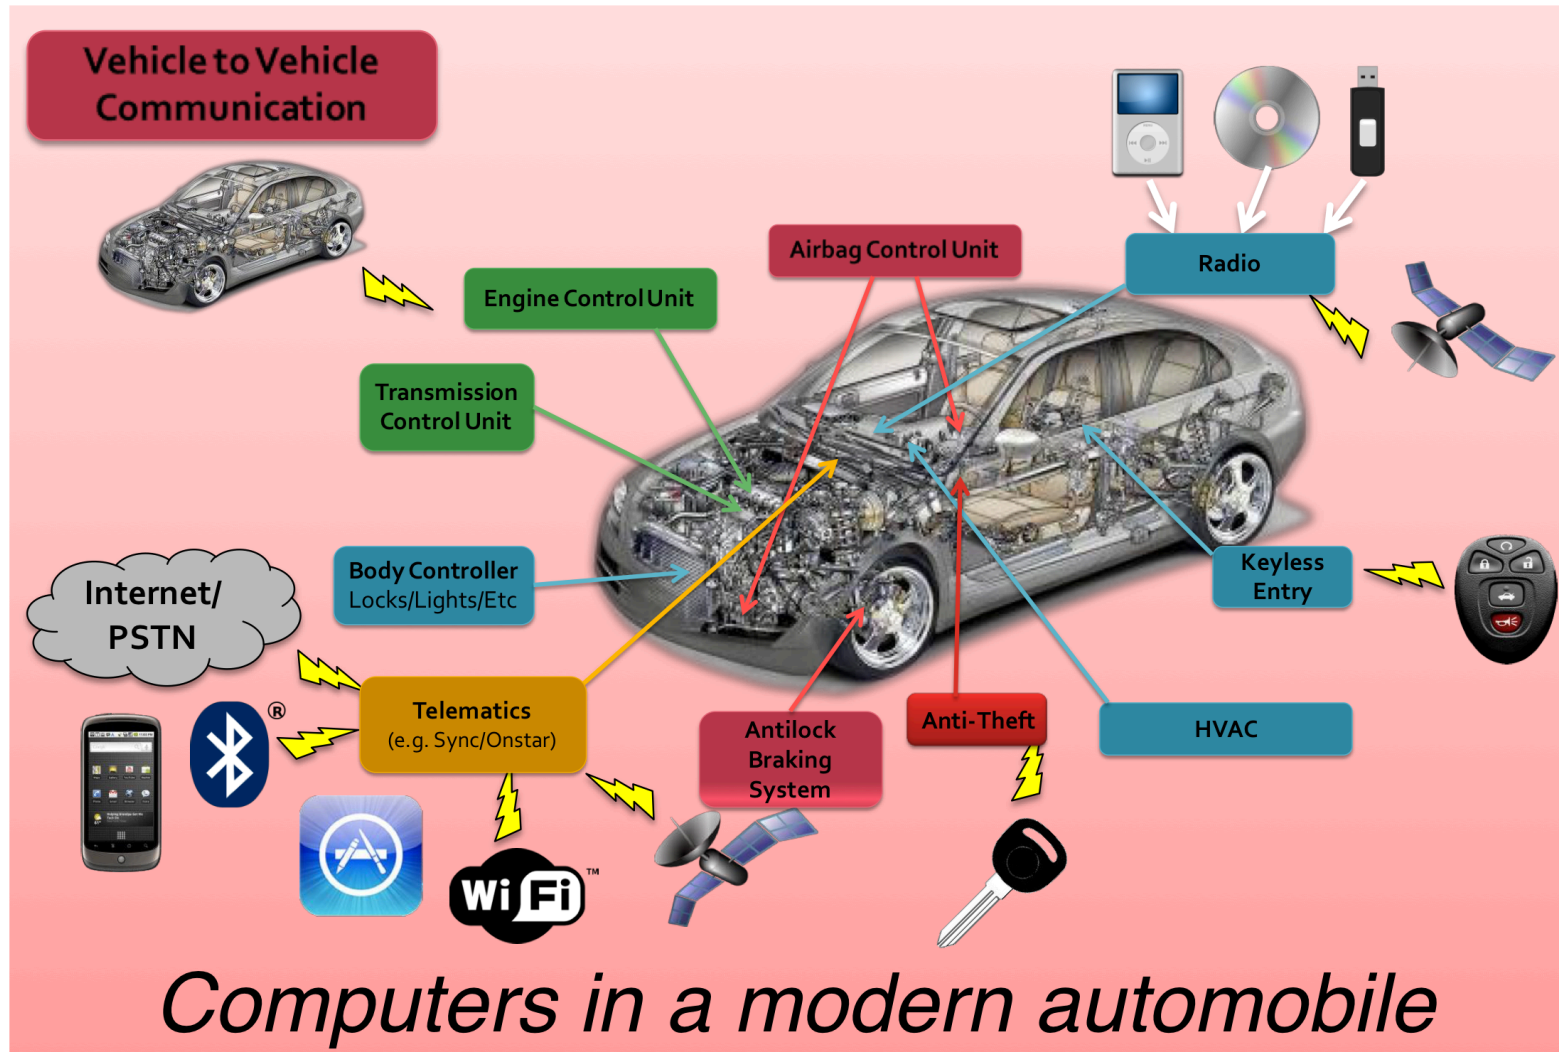 Vehicle to Vehicle
Communication
Airbag Control Unit
Radio
Engine Control Unit
Transmission
Control Unit
Body Controller
Locks/Lights/Etc
Keyless
Entry
Internet/
PSTN
Telematics
(e.g. Sync/Onstar)
®
Antilock
Braking
System
Anti-Theft
HVAC
Wi Fi ™
Computers in a modern automobile